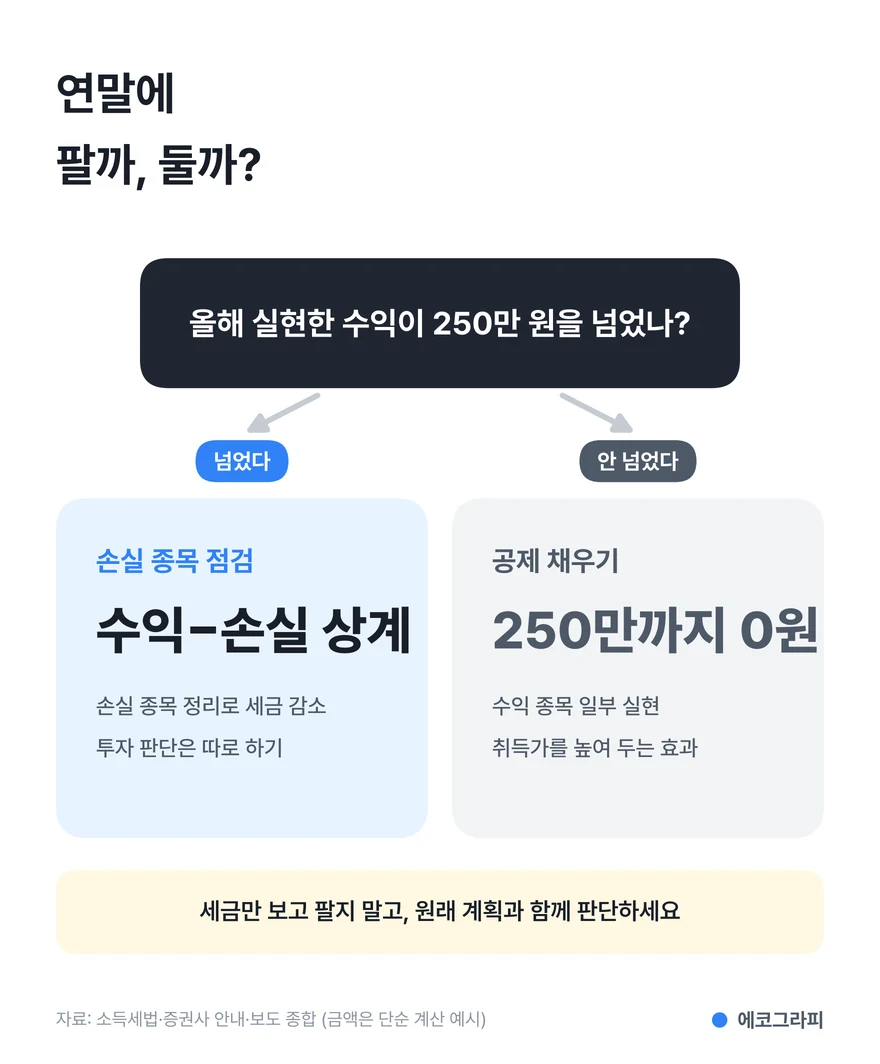 연말에
팔까, 둘까?
올해 실현한 수익이 250만 원을 넘었나?
넘었다
안 넘었다
손실 종목 점검
수익–손실 상계
손실 종목 정리로 세금 감소
투자 판단은 따로 하기
공제 채우기
250만까지 0원
수익 종목 일부 실현
취득가를 높여 두는 효과
세금만 보고 팔지 말고, 원래 계획과 함께 판단하세요
자료: 소득세법·증권사 안내·보도 종합 (금액은 단순 계산 예시)
에코그라피